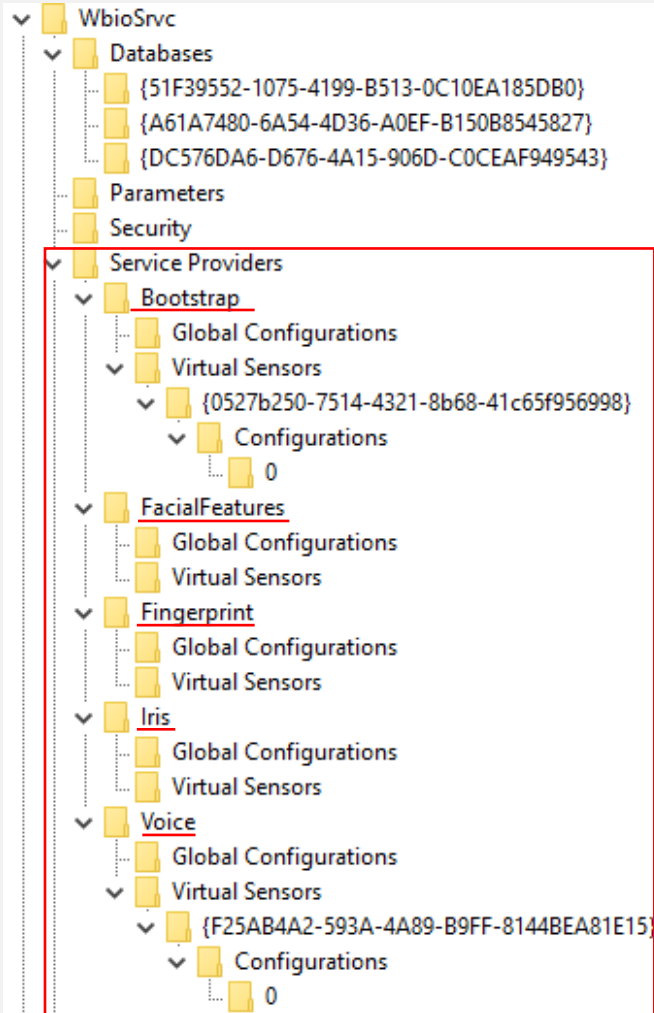 WbioSrvc
Databases
{51F39552-1075-4199-B513-0C10EA185DB0}
{A61A7480-6A54-4D36-A0EF-B150B8545827}
{DC576DA6-D676-4A15-906D-C0CEAF949543}
Parameters
Security
Service Providers
Bootstrap
Global Configurations
Virtual Sensors
{0527b250-7514-4321-8b68-41c65f956998}
Configurations
0
FacialFeatures
Global Configurations
Virtual Sensors
Fingerprint
Global Configurations
Virtual Sensors
Iris
Global Configurations
Virtual Sensors
Voice
Global Configurations
Virtual Sensors
{F25AB4A2-593A-4A89-B9FF-8144BEA81E15}
Configurations
0